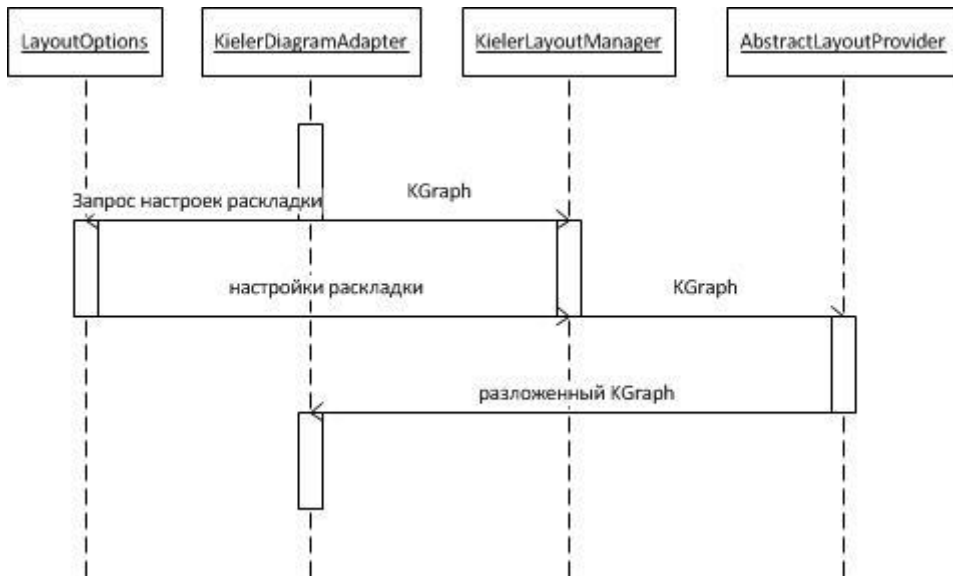 LayoutOptions
KielerDiagramAdapter
KielerLayoutManager
AbstractLayoutProvider
Запрос настроек раскладки
KGraph
настройки раскладки
KGraph
разложенный KGraph